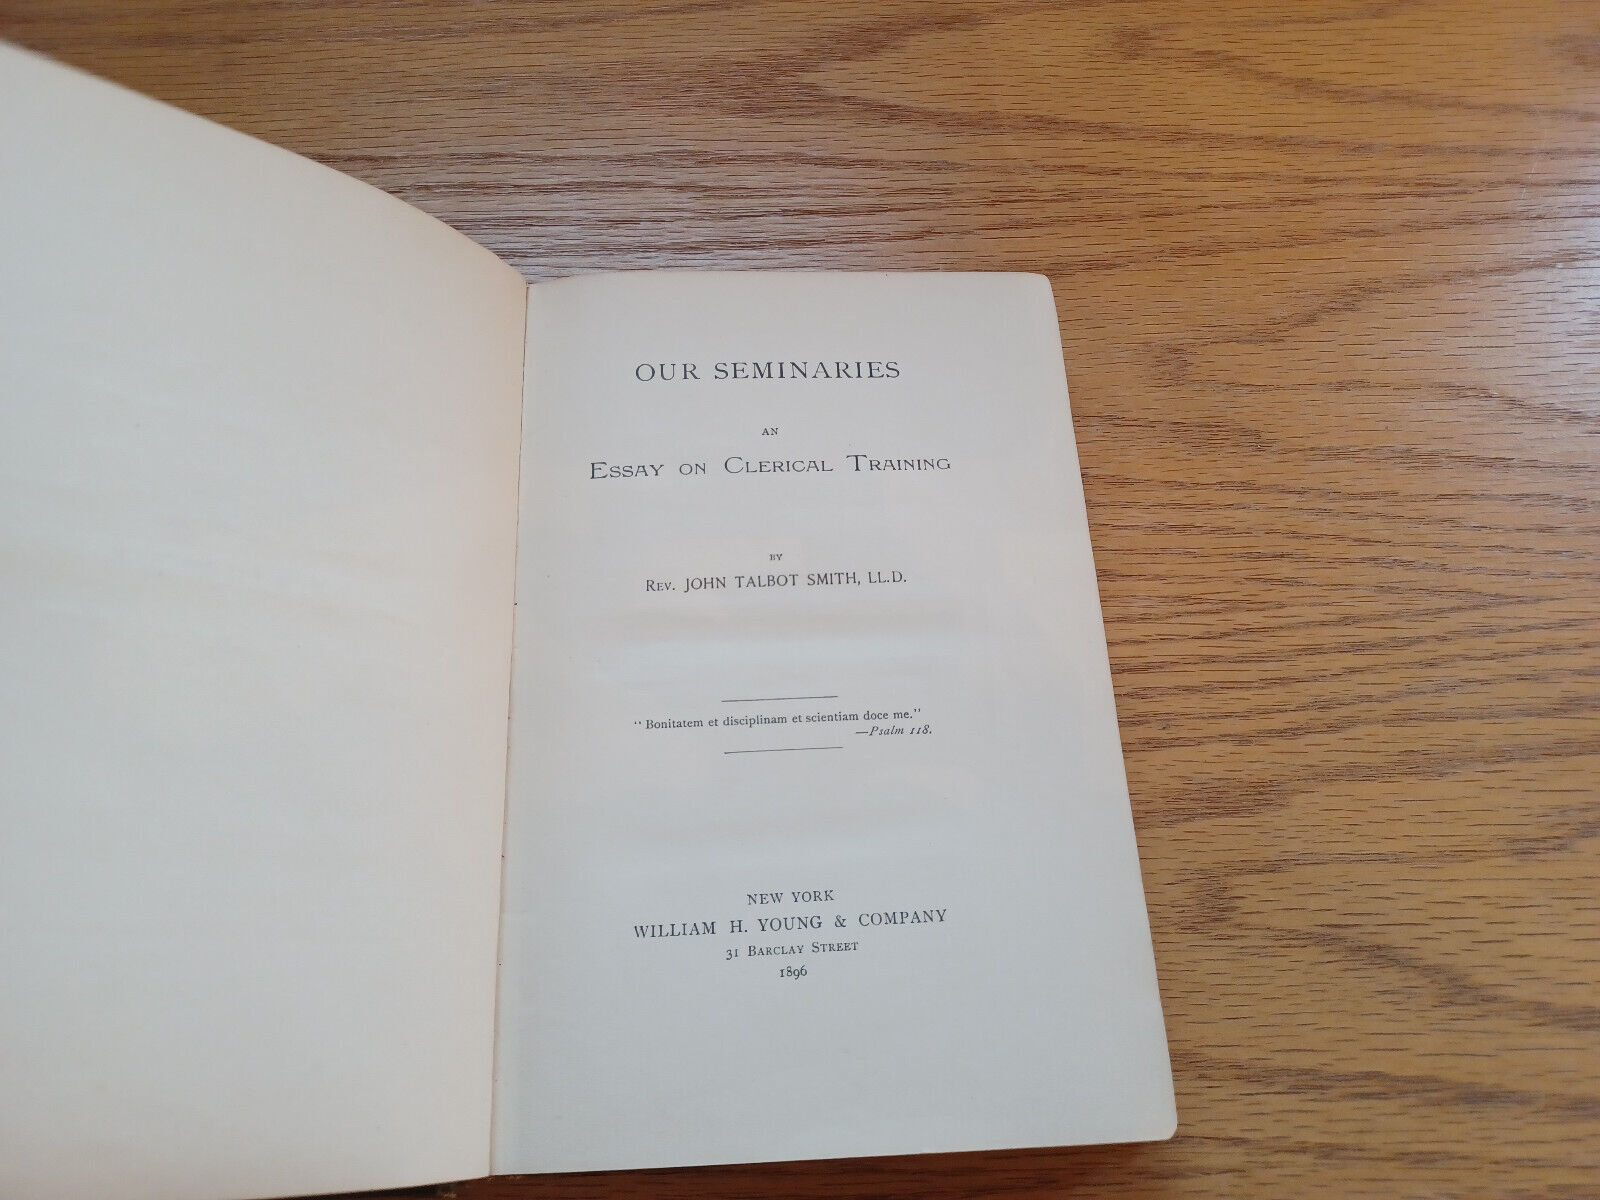 OUR SEMINARIES
AN
ESSAY ON CLERICAL TRAINING
BY
REV. JOHN TALBOT SMITH, LL.D.
"Bonitatem et disciplinam et scientiam doce me."
—Psalm 118.
NEW YORK
WILLIAM H. YOUNG & COMPANY
31 BARCLAY STREET
1896